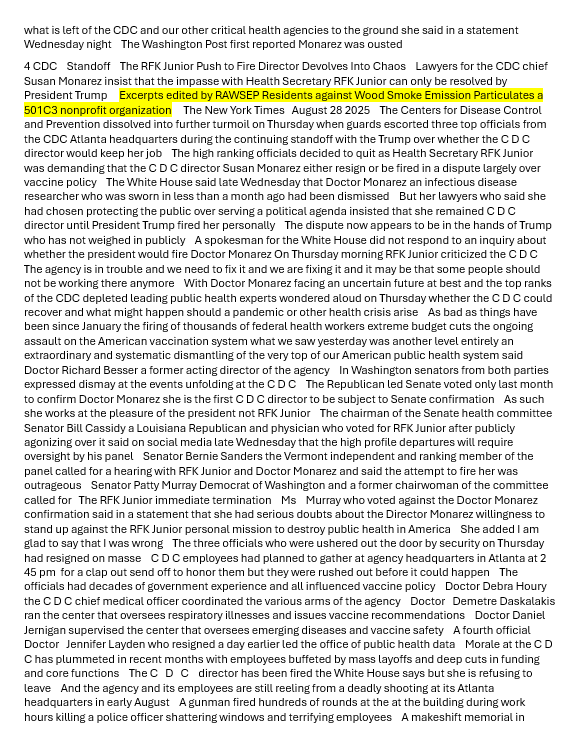 what is left of the CDC and our other critical health agencies to the ground she said in a statement
Wednesday night   The Washington Post first reported Monarez was ousted
4 CDC   Standoff   The RFK Junior Push to Fire Director Devolves Into Chaos   Lawyers for the CDC chief
Susan Monarez insist that the impasse with Health Secretary RFK Junior can only be resolved by
President Trump    Excerpts edited by RAWSEP Residents against Wood Smoke Emission Particulates a
501C3 nonprofit organization    The New York Times   August 28 2025   The Centers for Disease Control
and Prevention dissolved into further turmoil on Thursday when guards escorted three top officials from
the CDC Atlanta headquarters during the continuing standoff with the Trump over whether the C D C
director would keep her job   The high ranking officials decided to quit as Health Secretary RFK Junior
was demanding that the C D C director Susan Monarez either resign or be fired in a dispute largely over
vaccine policy   The White House said late Wednesday that Doctor Monarez an infectious disease
researcher who was sworn in less than a month ago had been dismissed   But her lawyers who said she
had chosen protecting the public over serving a political agenda insisted that she remained C D C
director until President Trump fired her personally   The dispute now appears to be in the hands of Trump
who has not weighed in publicly   A spokesman for the White House did not respond to an inquiry about
whether the president would fire Doctor Monarez On Thursday morning RFK Junior criticized the C D C
The agency is in trouble and we need to fix it and we are fixing it and it may be that some people should
not be working there anymore   With Doctor Monarez facing an uncertain future at best and the top ranks
of the CDC depleted leading public health experts wondered aloud on Thursday whether the C D C could
recover and what might happen should a pandemic or other health crisis arise   As bad as things have
been since January the firing of thousands of federal health workers extreme budget cuts the ongoing
assault on the American vaccination system what we saw yesterday was another level entirely an
extraordinary and systematic dismantling of the very top of our American public health system said
Doctor Richard Besser a former acting director of the agency   In Washington senators from both parties
expressed dismay at the events unfolding at the C D C   The Republican led Senate voted only last month
to confirm Doctor Monarez she is the first C D C director to be subject to Senate confirmation   As such
she works at the pleasure of the president not RFK Junior   The chairman of the Senate health committee
Senator Bill Cassidy a Louisiana Republican and physician who voted for RFK Junior after publicly
agonizing over it said on social media late Wednesday that the high profile departures will require
oversight by his panel   Senator Bernie Sanders the Vermont independent and ranking member of the
panel called for a hearing with RFK Junior and Doctor Monarez and said the attempt to fire her was
outrageous   Senator Patty Murray Democrat of Washington and a former chairwoman of the committee
called for  The RFK Junior immediate termination   Ms   Murray who voted against the Doctor Monarez
confirmation said in a statement that she had serious doubts about the Director Monarez willingness to
stand up against the RFK Junior personal mission to destroy public health in America   She added I am
glad to say that I was wrong   The three officials who were ushered out the door by security on Thursday
had resigned on masse   C D C employees had planned to gather at agency headquarters in Atlanta at 2
45 pm  for a clap out send off to honor them but they were rushed out before it could happen   The
officials had decades of government experience and all influenced vaccine policy   Doctor Debra Houry
the C D C chief medical officer coordinated the various arms of the agency   Doctor  Demetre Daskalakis
ran the center that oversees respiratory illnesses and issues vaccine recommendations   Doctor Daniel
Jernigan supervised the center that oversees emerging diseases and vaccine safety   A fourth official
Doctor  Jennifer Layden who resigned a day earlier led the office of public health data   Morale at the C D
C has plummeted in recent months with employees buffeted by mass layoffs and deep cuts in funding
and core functions   The C   D   C    director has been fired the White House says but she is refusing to
leave   And the agency and its employees are still reeling from a deadly shooting at its Atlanta
headquarters in early August   A gunman fired hundreds of rounds at the at the building during work
hours killing a police officer shattering windows and terrifying employees   A makeshift memorial in